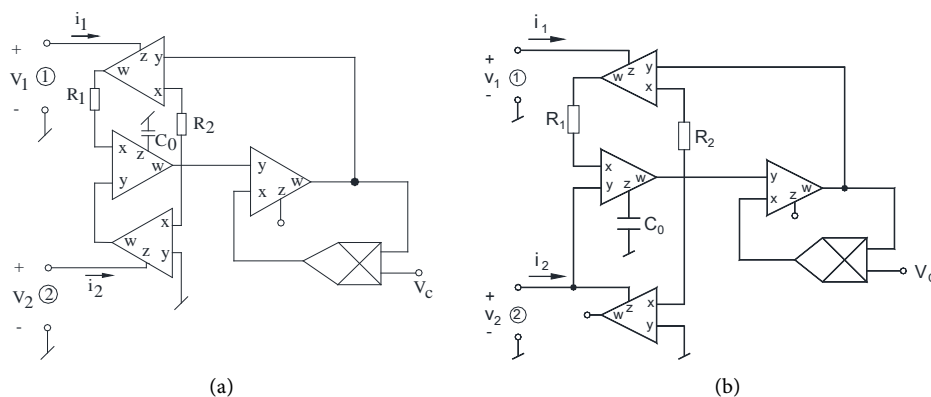 i1
+
V1 ①
-
z
y
w
x
R1
R2
C0
x
z
w
y
y
x
w
z
x
w
z
y
+
V2 ②
-
i2
Vc
(a)
i1
+
v1 ①
-
w
z
y
x
R1
R2
x
y
z
w
C0
y
x
w
z
i2
+
v2 ②
-
w
z
x
y
(b)